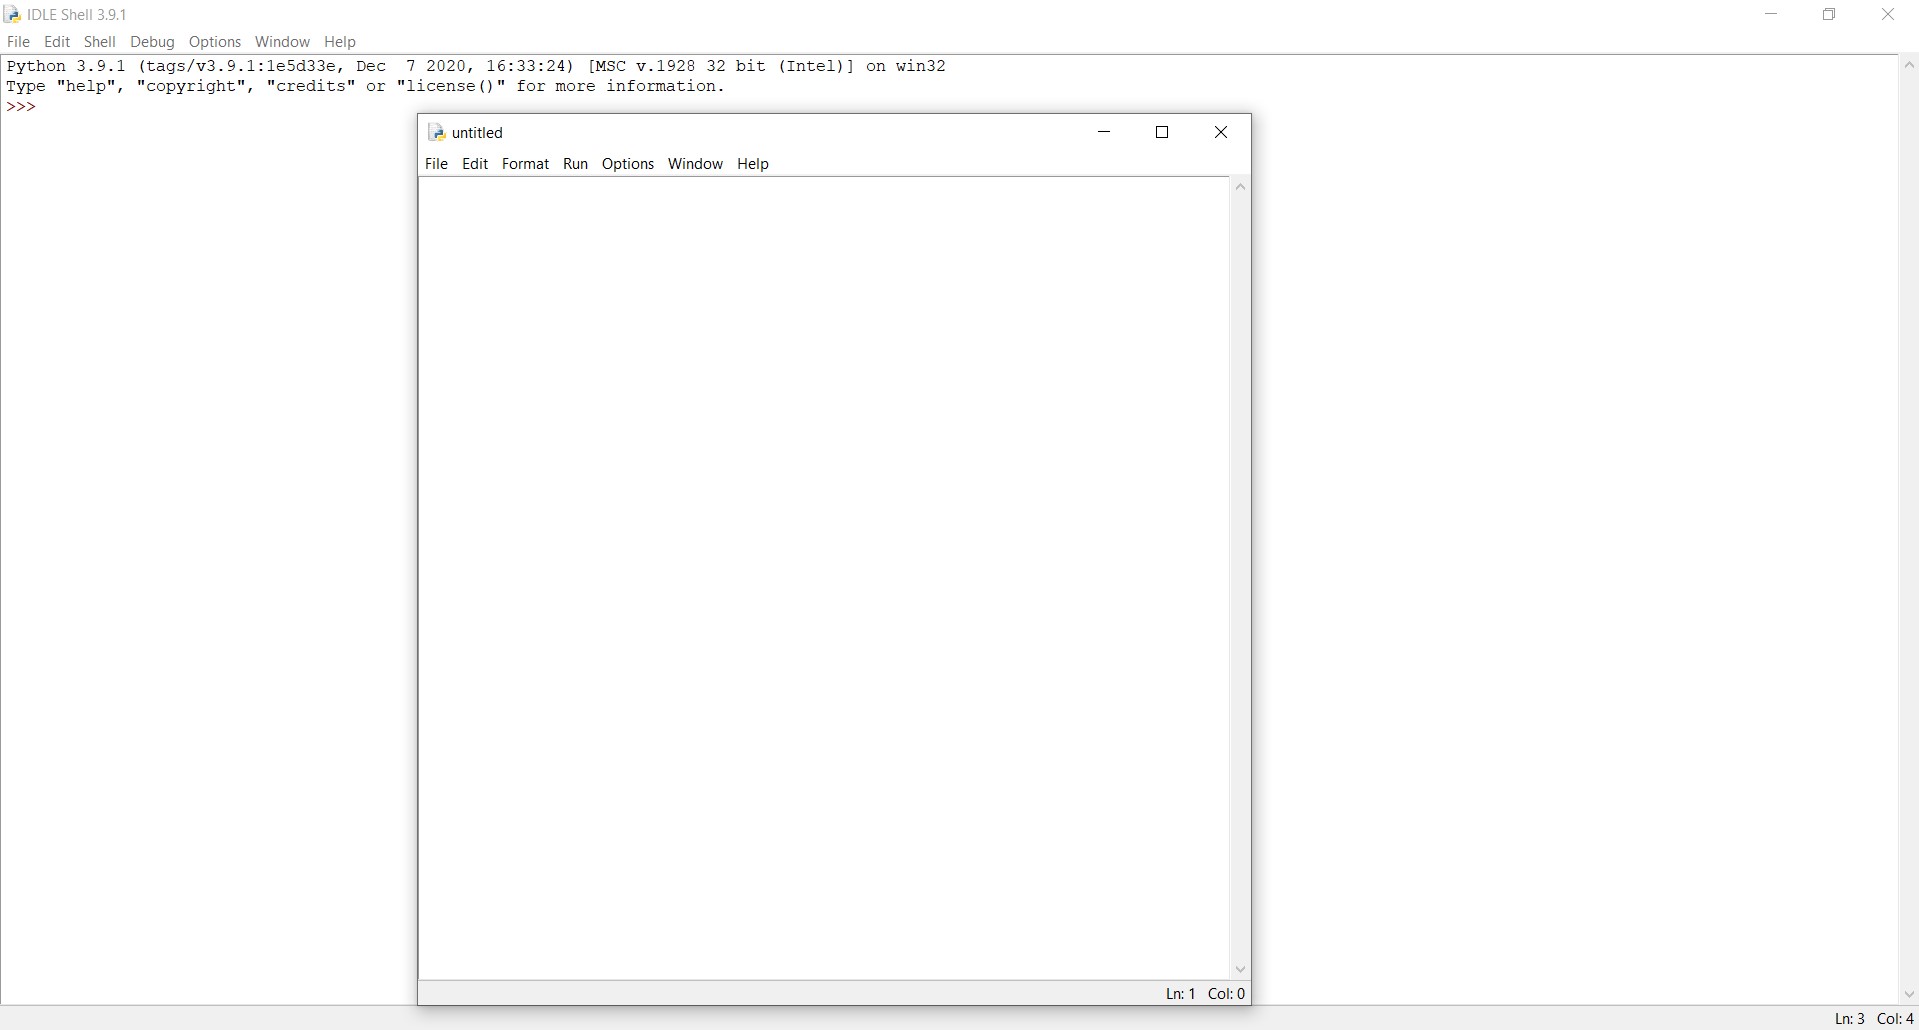 IDLE Shell 3.9.1
File Edit Shell Debug Options Window Help
Python 3.9.1 (tags/v3.9.1:1e5d33e, Dec  7 2020, 16:33:24) [MSC v.1928 32 bit (Intel)] on win32
Type "help", "copyright", "credits" or "license()" for more information.
>>>
untitled
File Edit Format Run Options Window Help
Ln: 1 Col: 0
Ln: 3 Col: 4